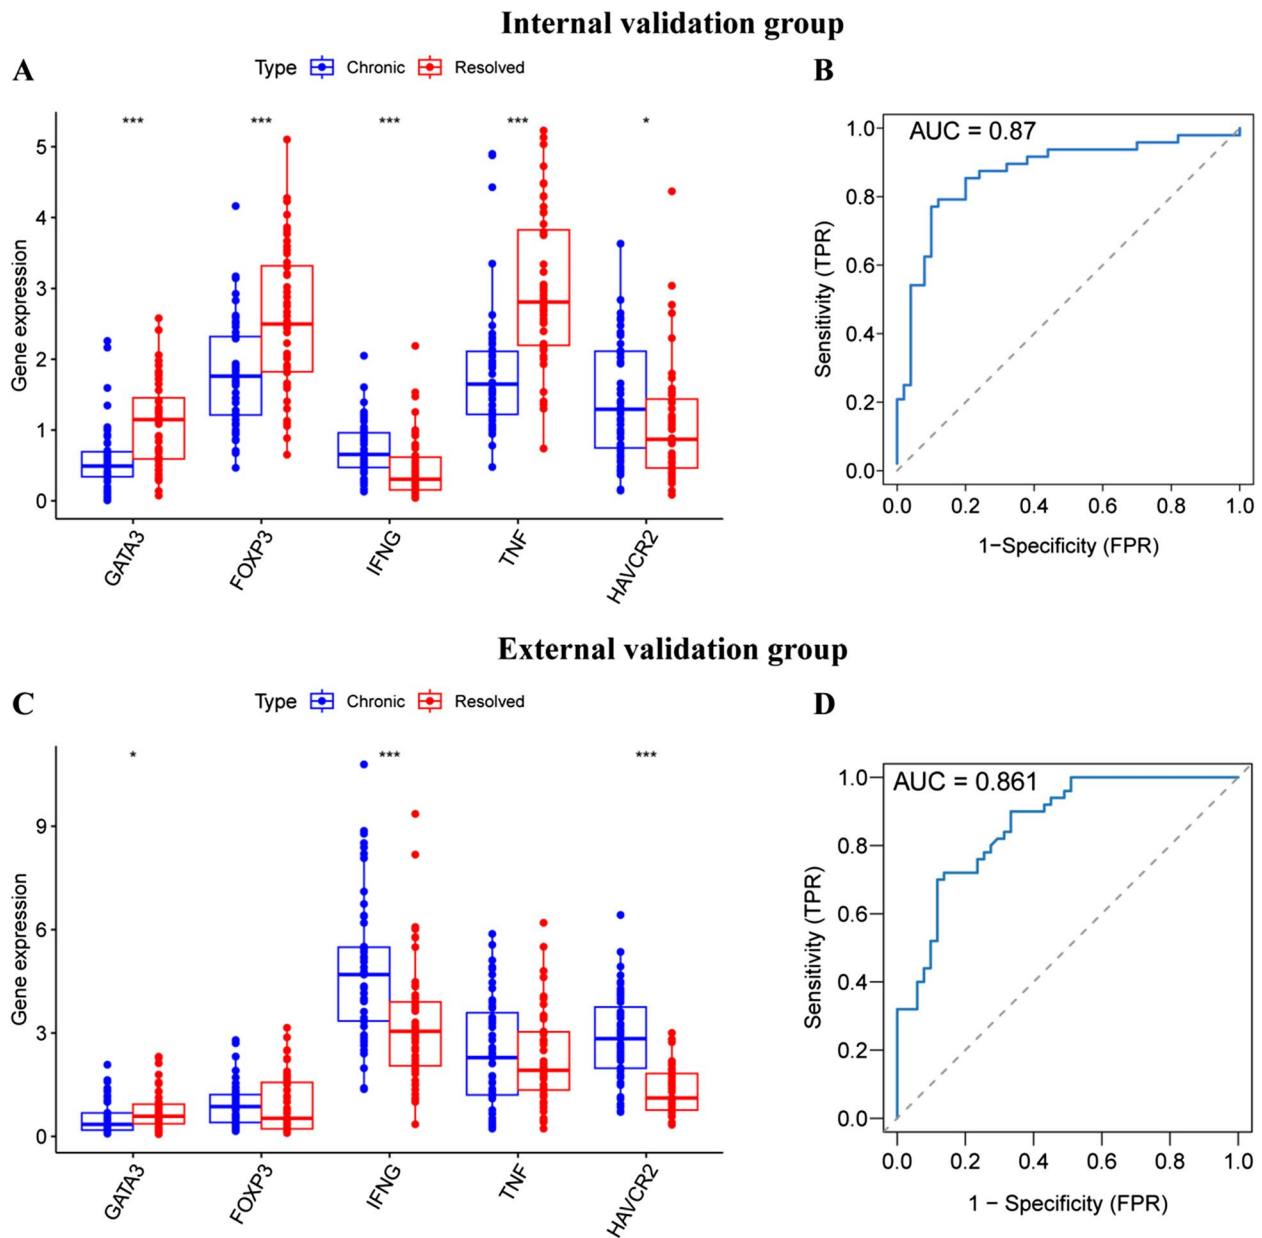 Internal validation group
A
Type Chronic Resolved
*** *** *** *** *
Gene expression
5
4
3
2
1
0
GATA3 FOXP3 IFNG TNF HAVCR2
B
AUC = 0.87
Sensitivity (TPR)
1.0
0.8
0.6
0.4
0.2
0.0
0.0 0.2 0.4 0.6 0.8 1.0
1−Specificity (FPR)
External validation group
C
Type Chronic Resolved
* *** ***
Gene expression
9
6
3
0
GATA3 FOXP3 IFNG TNF HAVCR2
D
AUC = 0.861
Sensitivity (TPR)
1.0
0.8
0.6
0.4
0.2
0.0
0.0 0.2 0.4 0.6 0.8 1.0
1 − Specificity (FPR)